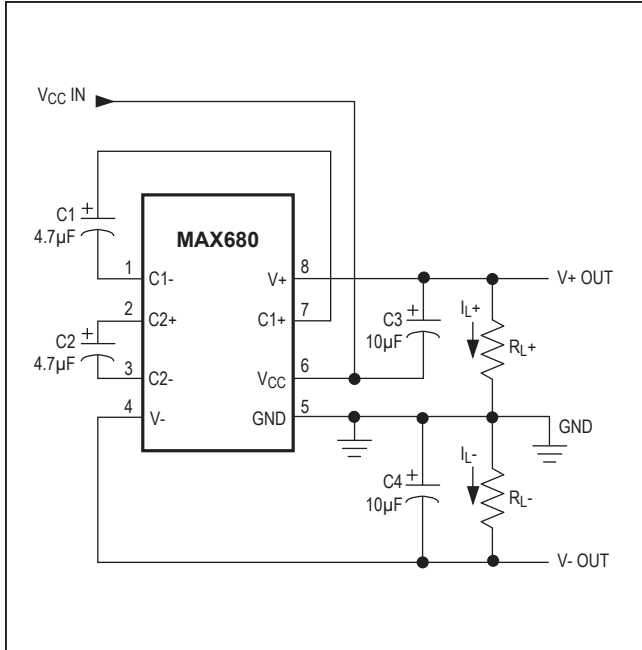 VCC IN
C1
+
4.7µF
MAX680
1 C1-
V+ 8
V+ OUT
2 C2+
C1+ 7
C3
+
10µF
IL+
RL+
C2
+
4.7µF
3 C2-
VCC 6
4 V-
GND 5
GND
C4
+
10µF
IL-
RL-
V- OUT